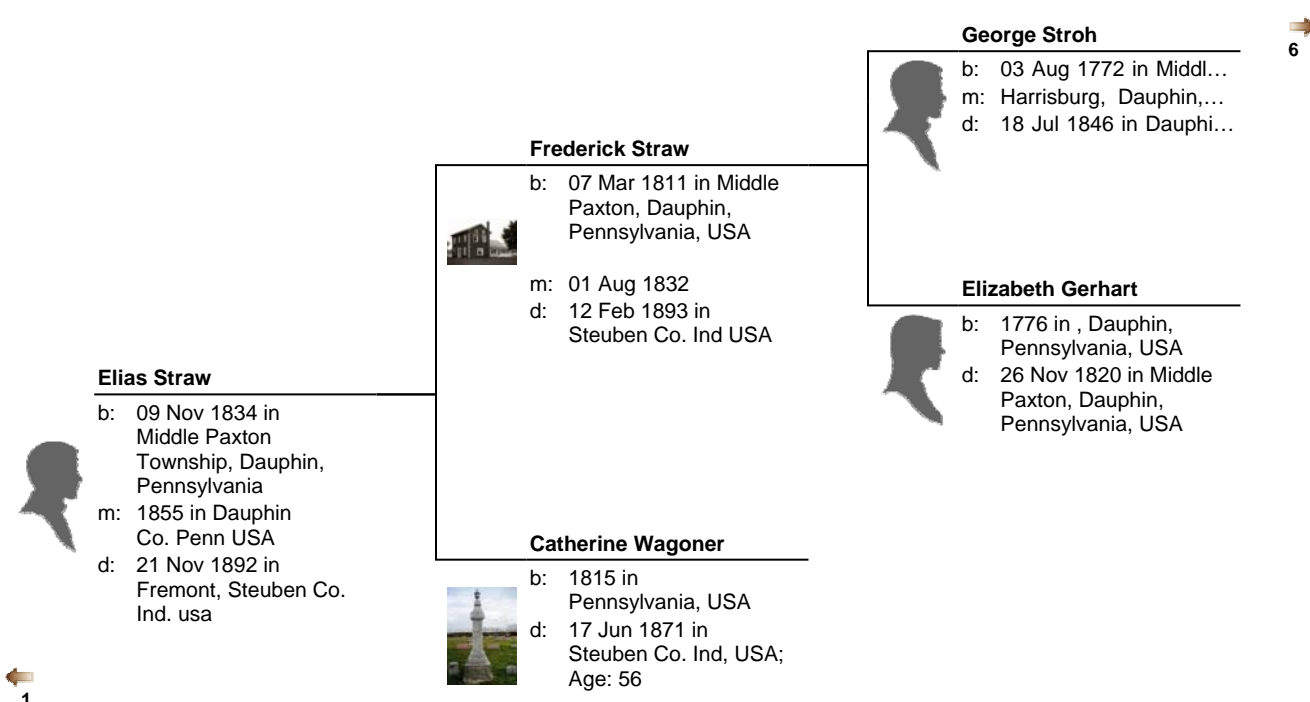 George Stroh
b: 03 Aug 1772 in Middl…
m: Harrisburg, Dauphin,…
d: 18 Jul 1846 in Dauphi…
6
Frederick Straw
b: 07 Mar 1811 in Middle
Paxton, Dauphin,
Pennsylvania, USA
m: 01 Aug 1832
d: 12 Feb 1893 in
Steuben Co. Ind USA
Elizabeth Gerhart
b: 1776 in , Dauphin,
Pennsylvania, USA
d: 26 Nov 1820 in Middle
Paxton, Dauphin,
Pennsylvania, USA
Elias Straw
b: 09 Nov 1834 in
Middle Paxton
Township, Dauphin,
Pennsylvania
m: 1855 in Dauphin
Co. Penn USA
d: 21 Nov 1892 in
Fremont, Steuben Co.
Ind. usa
Catherine Wagoner
b: 1815 in
Pennsylvania, USA
d: 17 Jun 1871 in
Steuben Co. Ind, USA;
Age: 56
1